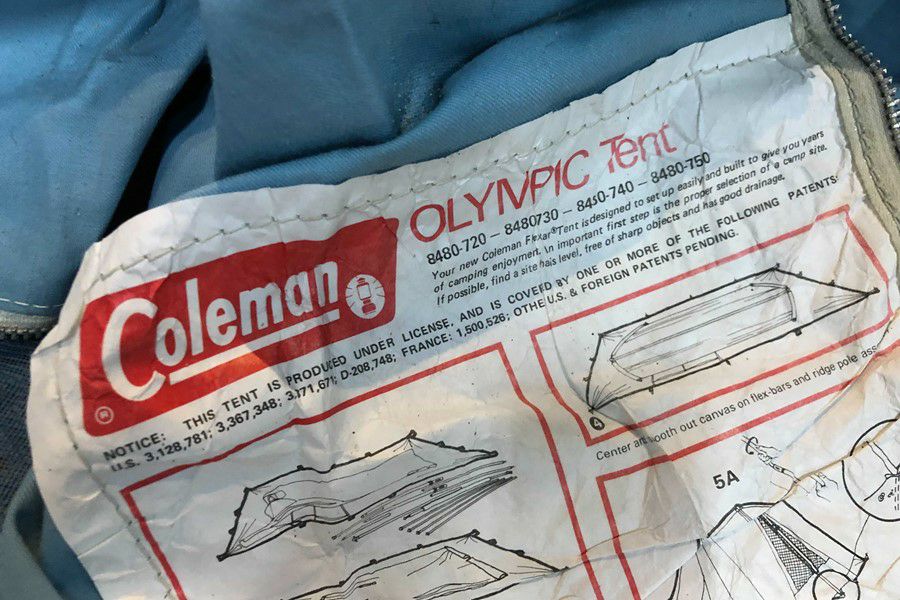 OLYMPIC Tent
8480-720 – 8480730 – 8480-740 – 8480-750
Your new Coleman Flexar® Tent is designed to set up easily and built to give you years
of camping enjoyment. An important first step is the proper selection of a camp site.
If possible, find a site that is level, free of sharp objects and has good drainage.
Coleman
®
NOTICE: THIS TENT IS PRODUCED UNDER LICENSE, AND IS COVERED BY ONE OR MORE OF THE FOLLOWING PATENTS:
U.S. 3,128,781; 3,367,348; 3,171,671; D-208,748; FRANCE: 1,500,526; OTHER U.S. & FOREIGN PATENTS PENDING.
4
Center and smooth out canvas on flex-bars and ridge pole
5A